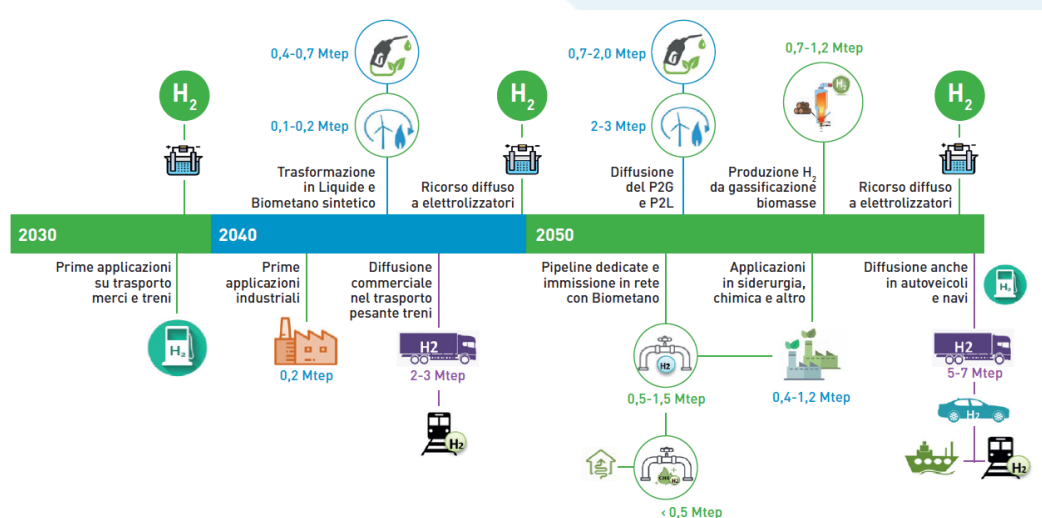 0,4-0,7 Mtep
0,7-2,0 Mtep
0,7-1,2 Mtep
H₂
H₂
H₂
H₂
0,1-0,2 Mtep
2-3 Mtep
Trasformazione
in Liquide e
Biometano sintetico
Ricorso diffuso
a elettrolizzatori
Diffusione
del P2G
e P2L
Produzione H₂
da gassificazione
biomasse
Ricorso diffuso
a elettrolizzatori
2030
2040
2050
Prime applicazioni
su trasporto
merci e treni
Prime
applicazioni
industriali
Diffusione
commerciale
nel trasporto
pesante treni
Pipeline dedicate e
immissione in rete
con Biometano
Applicazioni
in siderurgia,
chimica e altro
Diffusione anche
in autoveicoli
e navi
H₂
H₂
0,2 Mtep
H2
2-3 Mtep
H₂
H2
0,5-1,5 Mtep
0,4-1,2 Mtep
H2
5-7 Mtep
H₂
H₂
H₂
< 0,5 Mtep